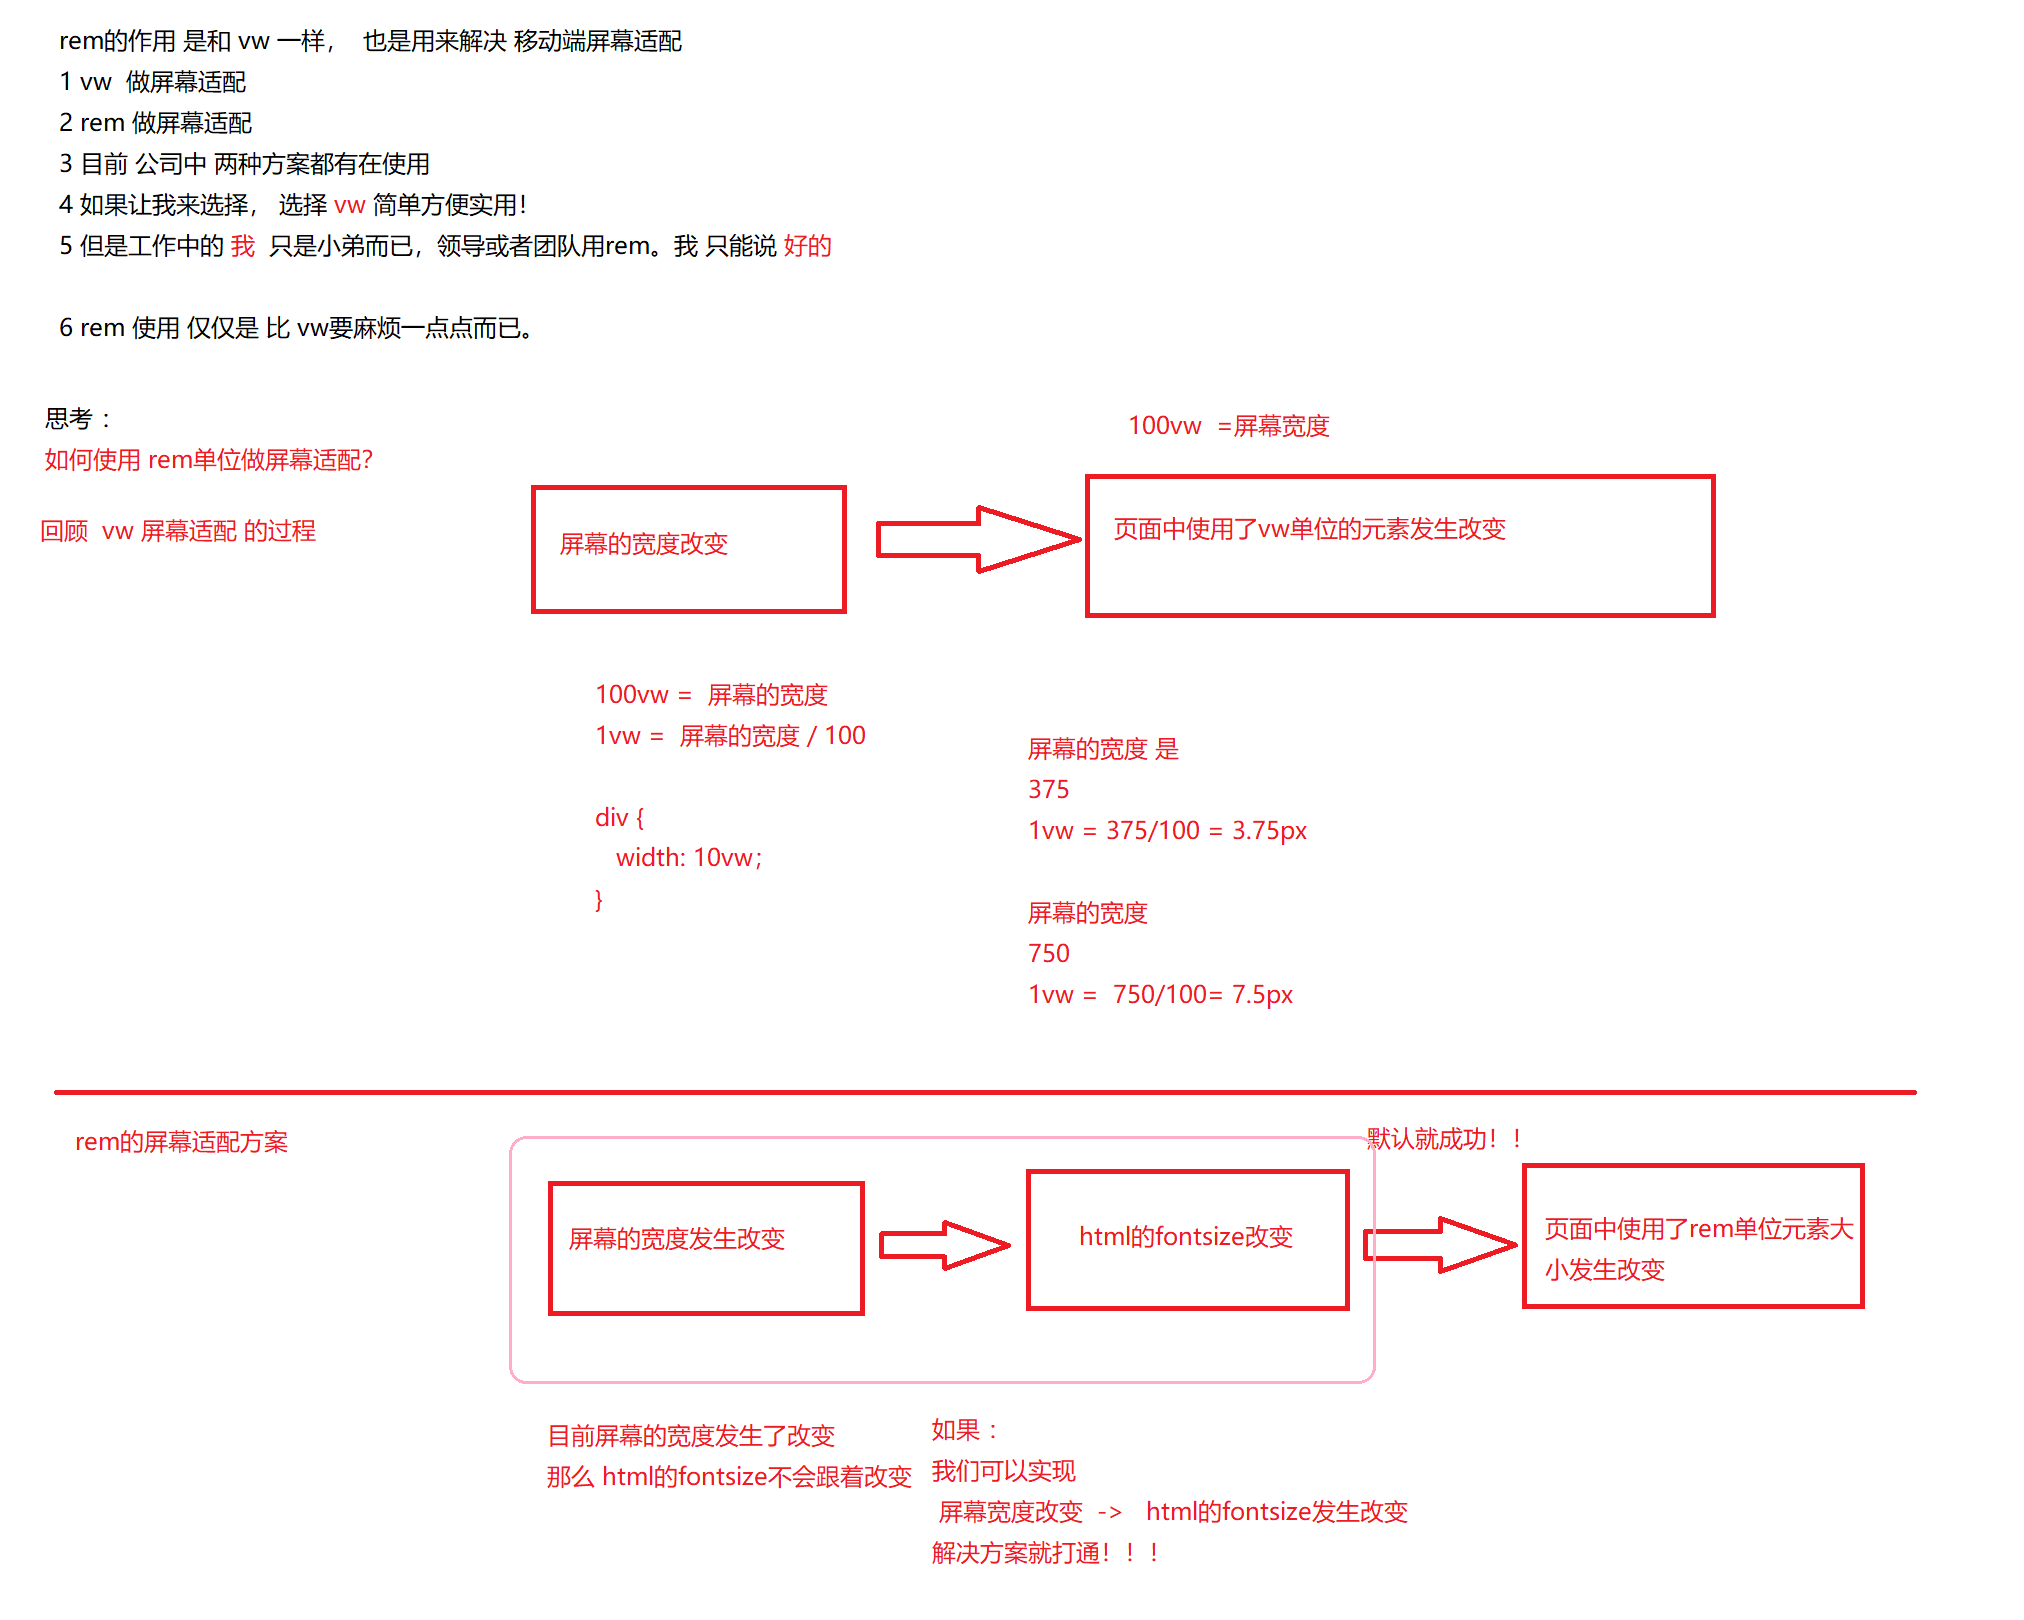 rem的作用 是和 vw 一样， 也是用来解决 移动端屏幕适配
1 vw 做屏幕适配
2 rem 做屏幕适配
3 目前 公司中 两种方案都有在使用
4 如果让我来选择， 选择 vw 简单方便实用！
5 但是工作中的 我 只是小弟而已，领导或者团队用rem。我 只能说 好的
6 rem 使用 仅仅是 比 vw要麻烦一点点而已。
思考：
如何使用 rem单位做屏幕适配？
回顾 vw 屏幕适配 的过程
100vw =屏幕宽度
屏幕的宽度改变
页面中使用了vw单位的元素发生改变
100vw = 屏幕的宽度
1vw = 屏幕的宽度 / 100
div {
width: 10vw；
}
屏幕的宽度 是
375
1vw = 375/100 = 3.75px
屏幕的宽度
750
1vw = 750/100= 7.5px
rem的屏幕适配方案
默认就成功！！
屏幕的宽度发生改变
html的fontsize改变
页面中使用了rem单位元素大
小发生改变
目前屏幕的宽度发生了改变
那么 html的fontsize不会跟着改变
如果：
我们可以实现
屏幕宽度改变 -> html的fontsize发生改变
解决方案就打通！！！